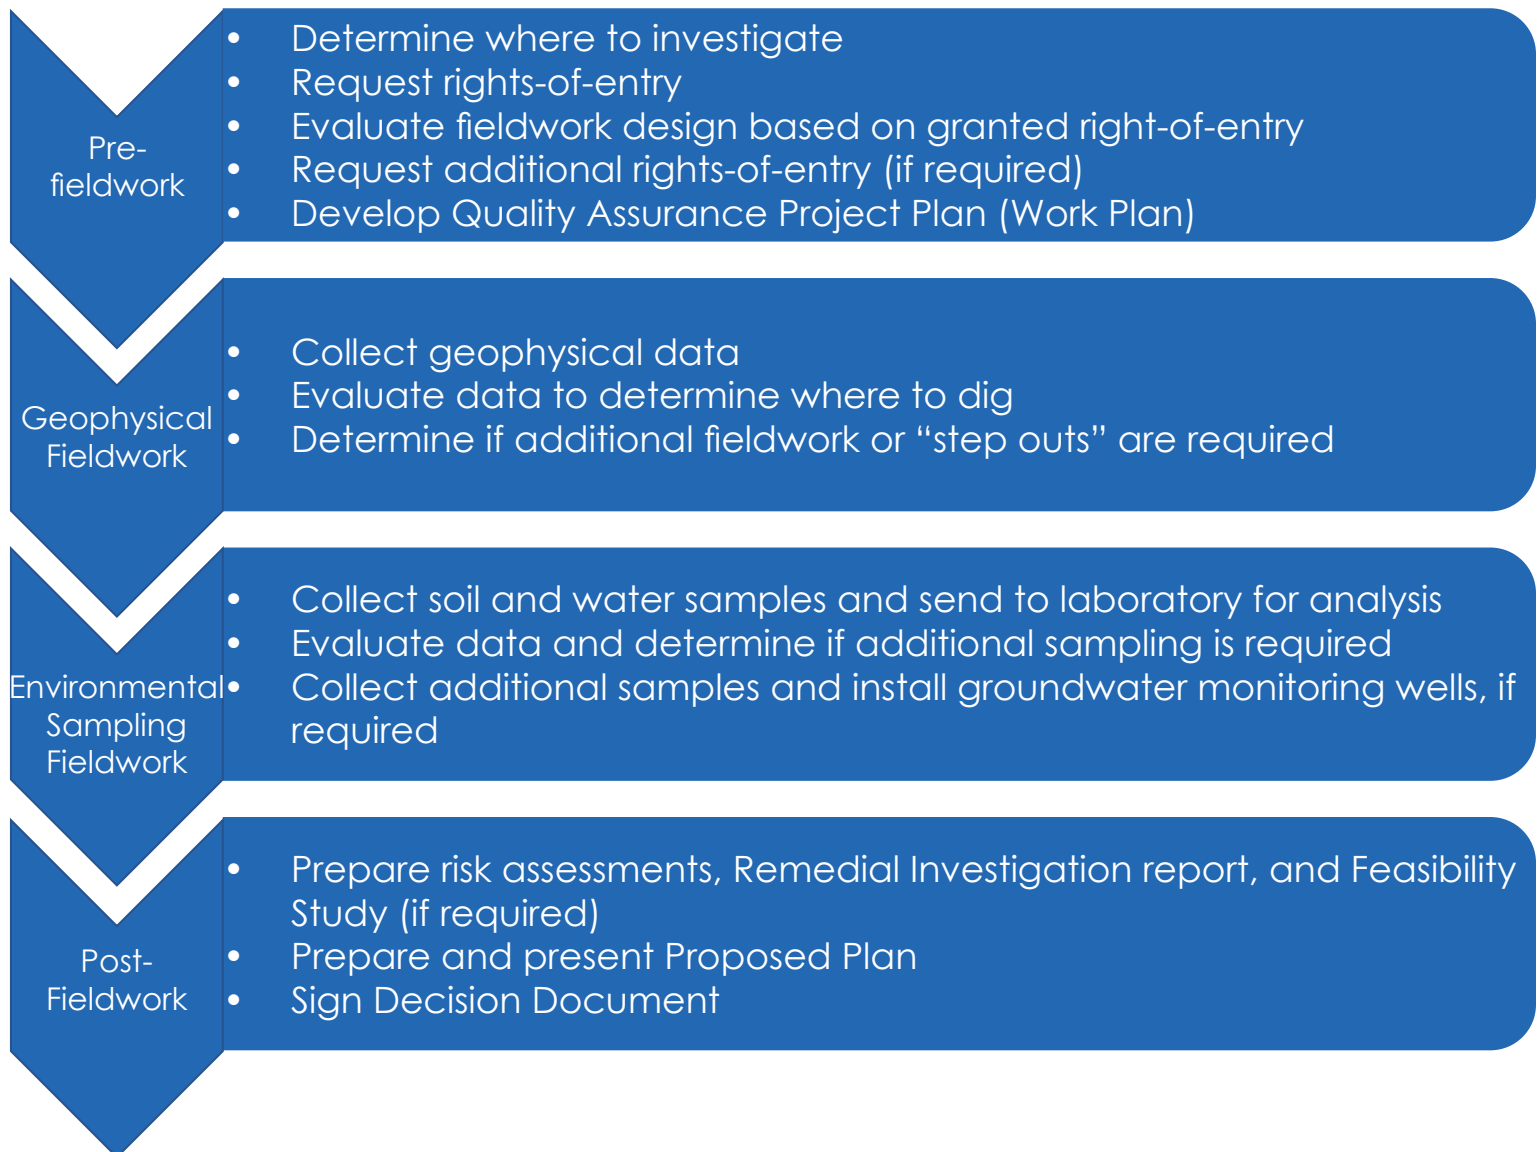 Pre-
fieldwork
• Determine where to investigate
• Request rights-of-entry
• Evaluate fieldwork design based on granted right-of-entry
• Request additional rights-of-entry (if required)
• Develop Quality Assurance Project Plan (Work Plan)
Geophysical
Fieldwork
• Collect geophysical data
• Evaluate data to determine where to dig
• Determine if additional fieldwork or “step outs” are required
Environmental
Sampling
Fieldwork
• Collect soil and water samples and send to laboratory for analysis
• Evaluate data and determine if additional sampling is required
• Collect additional samples and install groundwater monitoring wells, if
required
Post-
Fieldwork
• Prepare risk assessments, Remedial Investigation report, and Feasibility
Study (if required)
• Prepare and present Proposed Plan
• Sign Decision Document